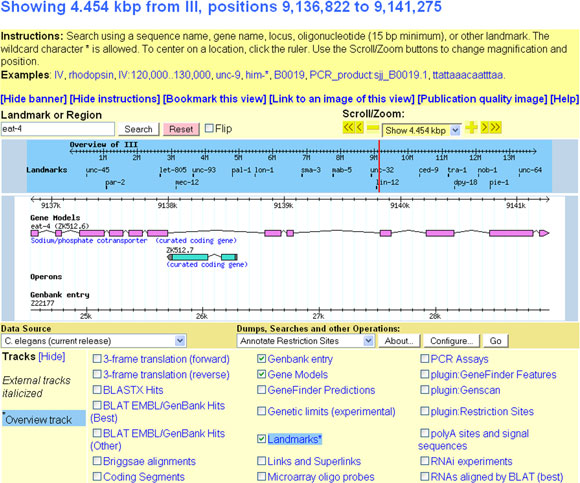 Showing 4.454 kbp from III, positions 9,136,822 to 9,141,275
Instructions: Search using a sequence name, gene name, locus, oligonucleotide (15 bp minimum), or other landmark. The
wildcard character * is allowed. To center on a location, click the ruler. Use the Scroll/Zoom buttons to change magnification and
position.
Examples: IV, rhodopsin, IV:120,000..130,000, unc-9, him-*, B0019, PCR_product:sjj_B0019.1, ttattaaacaatttaa.
[Hide banner] [Hide instructions] [Bookmark this view] [Link to an image of this view] [Publication quality image] [Help]
Landmark or Region Scroll/Zoom:
eat-4 Search Reset Flip Show 4.454 kbp
Overview of III
1M 2M 3M 4M 5M 6M 7M 8M 9M 10M 11M 12M 13M
Landmarks unc-45 let-805 unc-93 pal-1 lon-1 sma-3 mab-5 unc-32 ced-9 tra-1 nob-1 unc-64
par-2 mec-12 lin-12 dpy-18 pie-1
9137k 9138k 9139k 9140k 9141k
Gene Models
eat-4 (ZK512.6)
Sodium/phosphate cotransporter (curated coding gene)
ZK512.7
(curated coding gene)
Operons
Genbank entry
Z22177
25k 26k 27k 28k
Data Source Dumps, Searches and other Operations:
C. elegans (current release) Annotate Restriction Sites About... Configure... Go
Tracks [Hide] 3-frame translation (forward) Genbank entry PCR Assays
External tracks italicized 3-frame translation (reverse) Gene Models plugin:GeneFinder Features
BLASTX Hits GeneFinder Predictions plugin:Genscan
*Overview track BLAT EMBL/GenBank Hits (Best) Genetic limits (experimental) plugin:Restriction Sites
BLAT EMBL/GenBank Hits (Other) Landmarks* polyA sites and signal sequences
Briggsae alignments Links and Superlinks RNAi experiments
Coding Segments Microarray oligo probes RNAs aligned by BLAT (best)